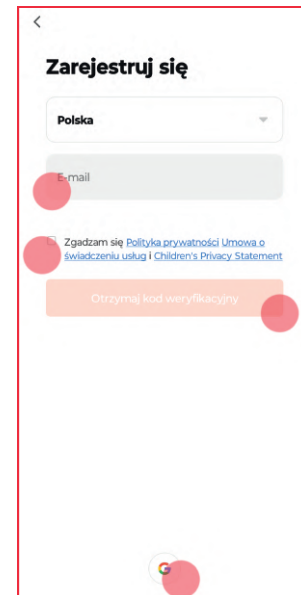 Zarejestruj się
Polska
E-mail
Zgadzam się Polityka prywatności Umowa o
świadczeniu usług i Children's Privacy Statement
Otrzymaj kod weryfikacyjny